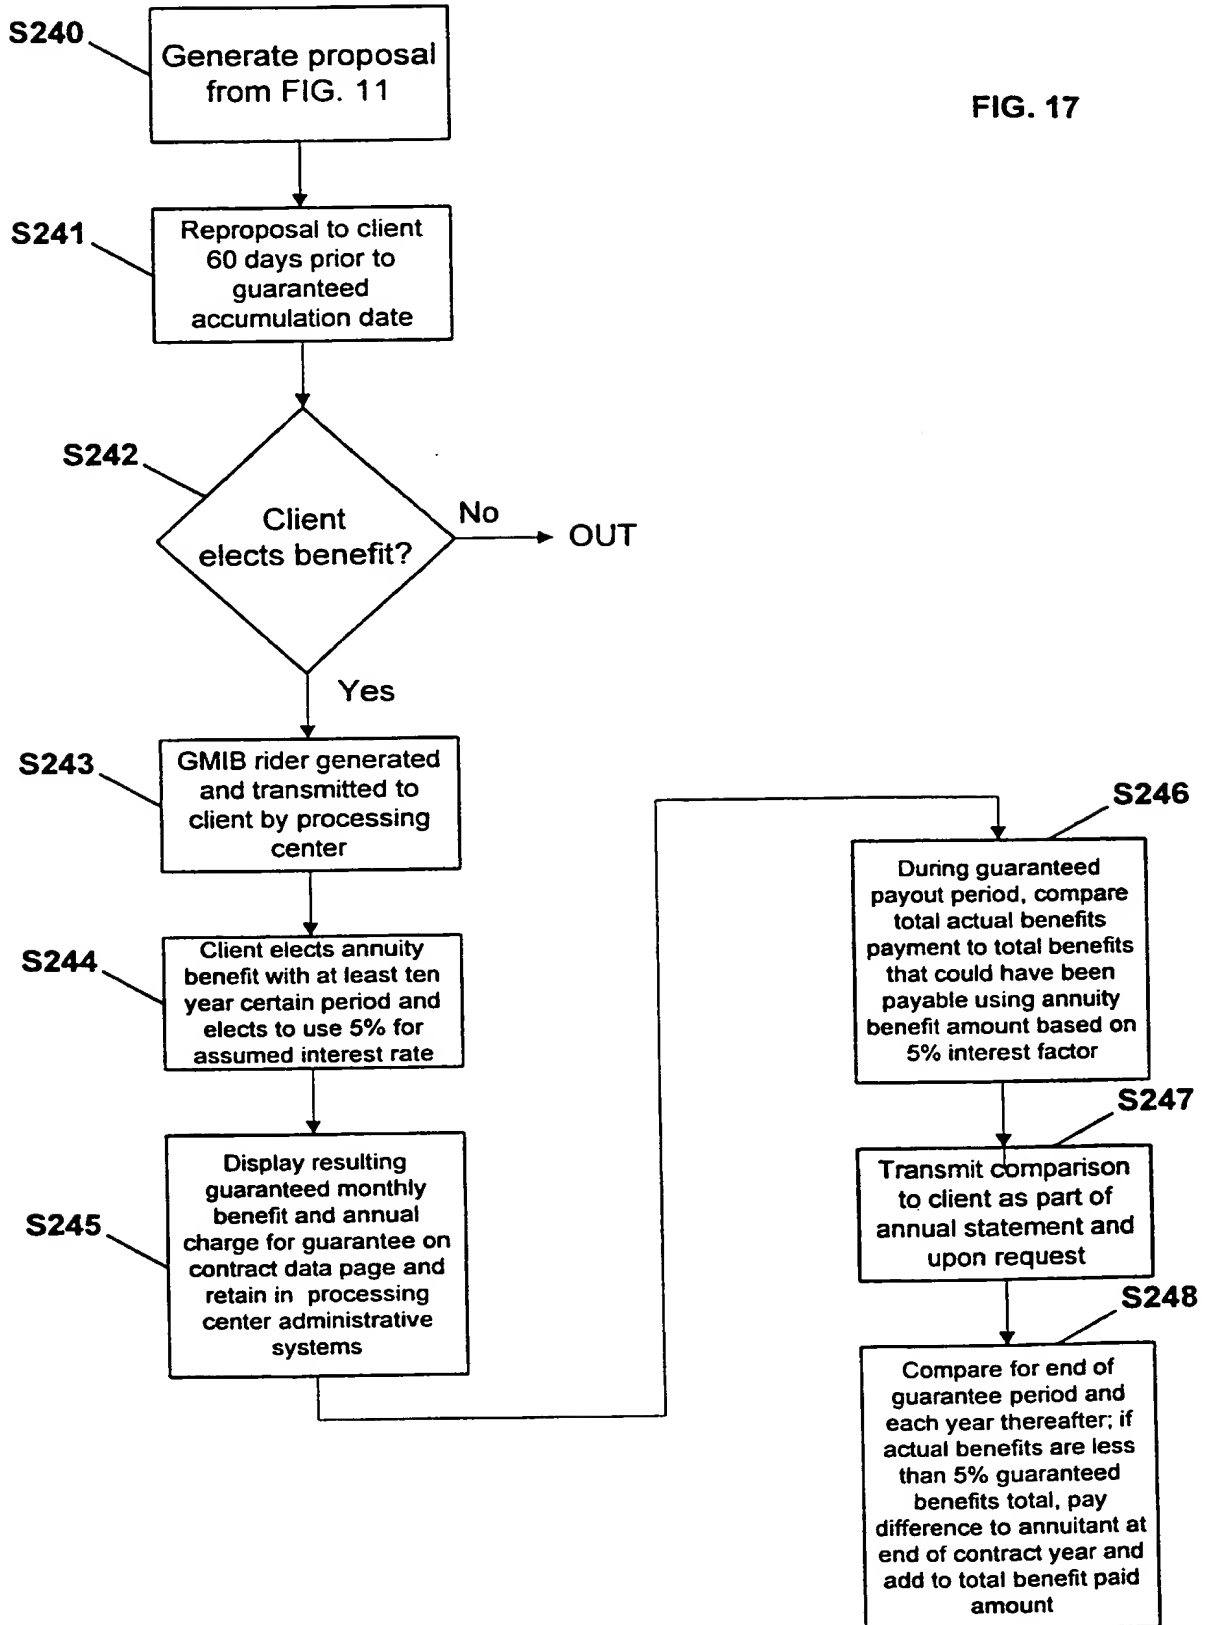 S240
Generate proposal
from FIG. 11
FIG. 17
S241
Reproposal to client
60 days prior to
guaranteed
accumulation date
S242
Client
elects benefit?
No
OUT
Yes
S243
GMIB rider generated
and transmitted to
client by processing
center
S244
Client elects annuity
benefit with at least ten
year certain period and
elects to use 5% for
assumed interest rate
S245
Display resulting
guaranteed monthly
benefit and annual
charge for guarantee on
contract data page and
retain in processing
center administrative
systems
S246
During guaranteed
payout period, compare
total actual benefits
payment to total benefits
that could have been
payable using annuity
benefit amount based on
5% interest factor
S247
Transmit comparison
to client as part of
annual statement and
upon request
S248
Compare for end of
guarantee period and
each year thereafter; if
actual benefits are less
than 5% guaranteed
benefits total, pay
difference to annuitant at
end of contract year and
add to total benefit paid
amount